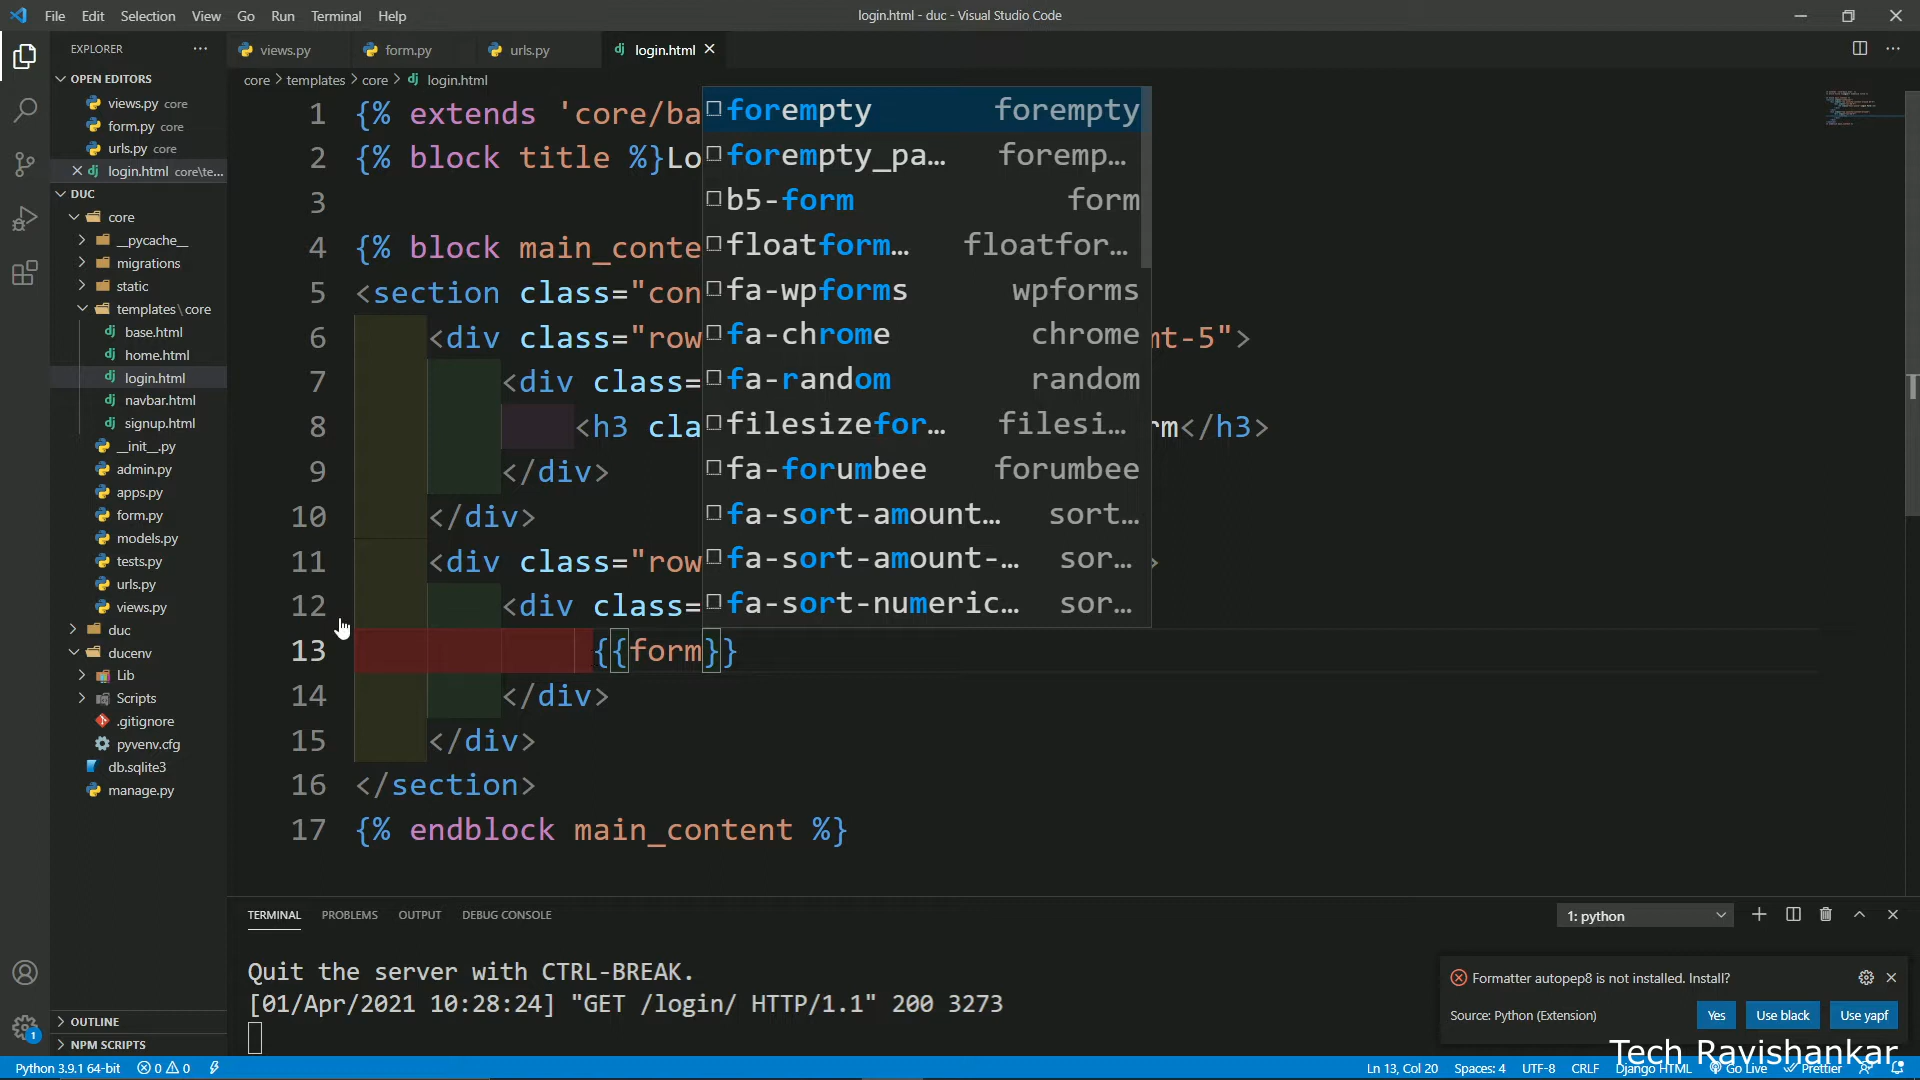 File Edit Selection View Go Run Terminal Help
login.html - duc - Visual Studio Code
EXPLORER
OPEN EDITORS
views.py core
form.py core
urls.py core
login.html core\te...
DUC
core
__pycache__
migrations
static
templates\core
base.html
home.html
login.html
navbar.html
signup.html
__init__.py
admin.py
apps.py
form.py
models.py
tests.py
urls.py
views.py
duc
ducenv
Lib
Scripts
.gitignore
pyvenv.cfg
db.sqlite3
manage.py
OUTLINE
NPM SCRIPTS
views.py form.py urls.py login.html
core > templates > core > login.html
1 {% extends 'core/ba
2 {% block title %}Lo
3
4 {% block main_conte
5 <section class="con
6 <div class="row mt-5">
7 <div class=
8 <h3 cla rm</h3>
9 </div>
10 </div>
11 <div class="row >
12 <div class=
13 {{form}}
14 </div>
15 </div>
16 </section>
17 {% endblock main_content %}
forempty forempty
forempty_pa... foremp...
b5-form form
floatform... floatfor...
fa-wpforms wpforms
fa-chrome chrome
fa-random random
filesizefor... filesi...
fa-forumbee forumbee
fa-sort-amount... sort...
fa-sort-amount-... sor...
fa-sort-numeric... sor...
TERMINAL PROBLEMS OUTPUT DEBUG CONSOLE
1: python
Quit the server with CTRL-BREAK.
[01/Apr/2021 10:28:24] "GET /login/ HTTP/1.1" 200 3273
Formatter autopep8 is not installed. Install?
Source: Python (Extension)
Yes Use black Use yapf
Tech Ravishankar.
1
Python 3.9.1 64-bit 0 0
Ln 13, Col 20 Spaces: 4 UTF-8 CRLF Django HTML Go Live Prettier